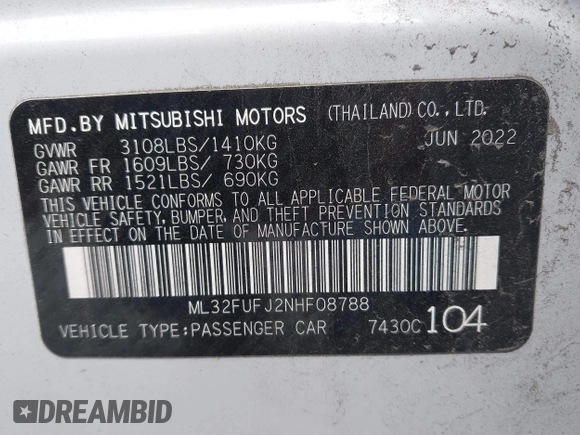 MFD. BY MITSUBISHI MOTORS (THAILAND) CO., LTD.
GVWR 3108LBS/1410KG JUN 2022
GAWR FR 1609LBS/ 730KG
GAWR RR 1521LBS/ 690KG
THIS VEHICLE CONFORMS TO ALL APPLICABLE FEDERAL MOTOR
VEHICLE SAFETY, BUMPER, AND THEFT PREVENTION STANDARDS
IN EFFECT ON THE DATE OF MANUFACTURE SHOWN ABOVE.
ML32FUFJ2NHF08788
VEHICLE TYPE:PASSENGER CAR 7430C 104
DREAMBID